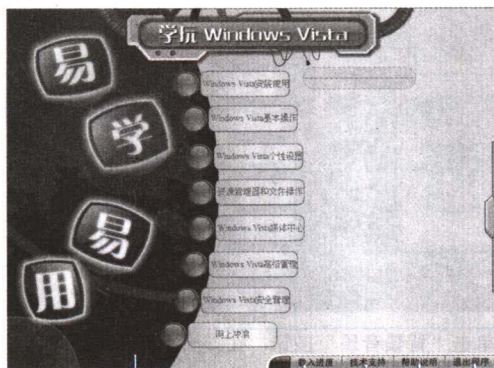 学玩 Windows Vista
易
学
易
用
Windows Vista安装使用
Windows Vista基本操作
Windows Vista个性设置
资源管理器和文件操作
Windows Vista媒体中心
Windows Vista高级管理
Windows Vista安全管理
网上冲浪
载入进度 技术支持 帮助说明 退出程序